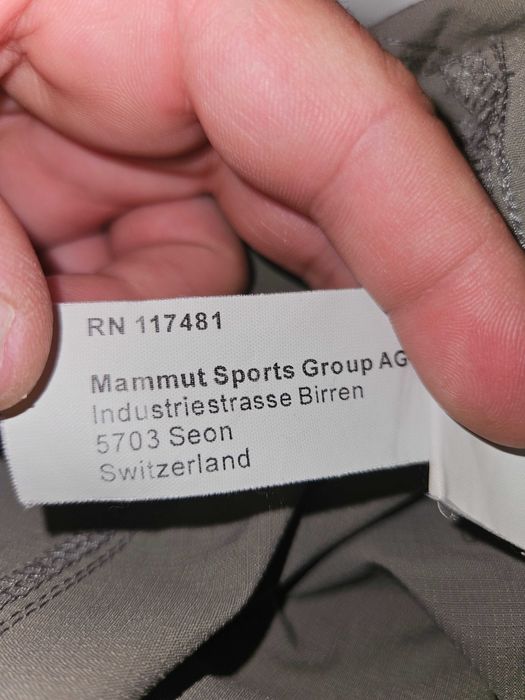 RN 117481
Mammut Sports Group AG
Industriestrasse Birren
5703 Seon
Switzerland